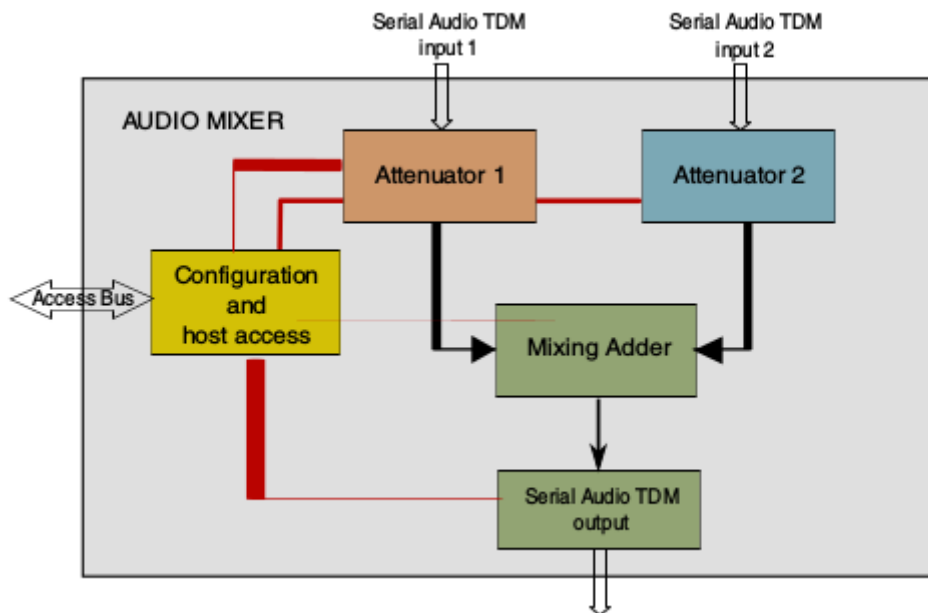 Serial Audio TDM
input 1
Serial Audio TDM
input 2
AUDIO MIXER
Attenuator 1
Attenuator 2
Configuration
and
host access
Access Bus
Mixing Adder
Serial Audio TDM
output